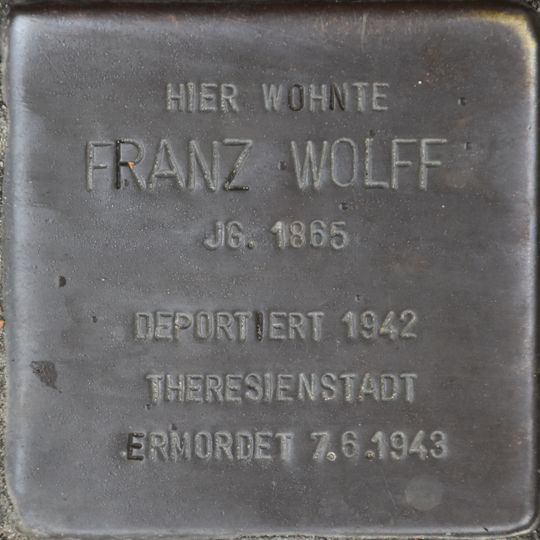 HIER WOHNTE
FRANZ WOLFF
JG. 1865
DEPORTIERT 1942
THERESIENSTADT
ERMORDET 7.6.1943